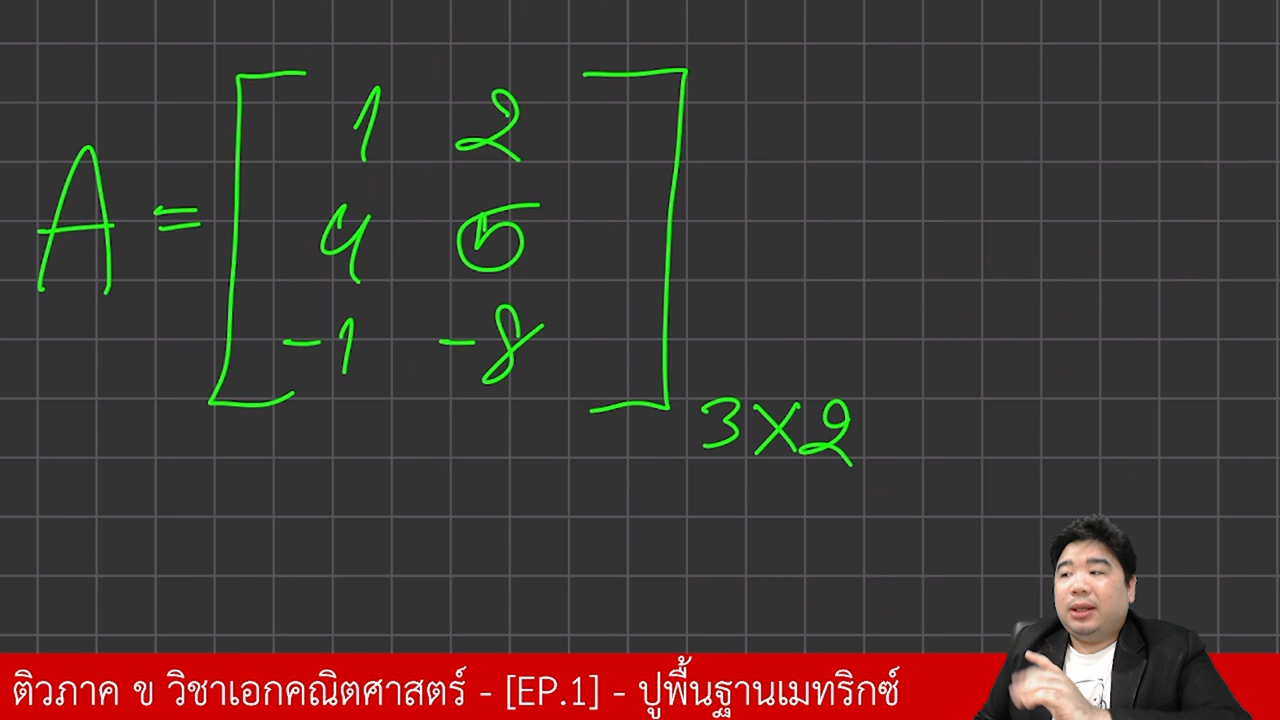 A = [ 1 2
4 5
-1 -8 ]
3×2
ติวภาค ข วิชาเอกคณิตศาสตร์ - [EP.1] - ปูพื้นฐานเมทริกซ์